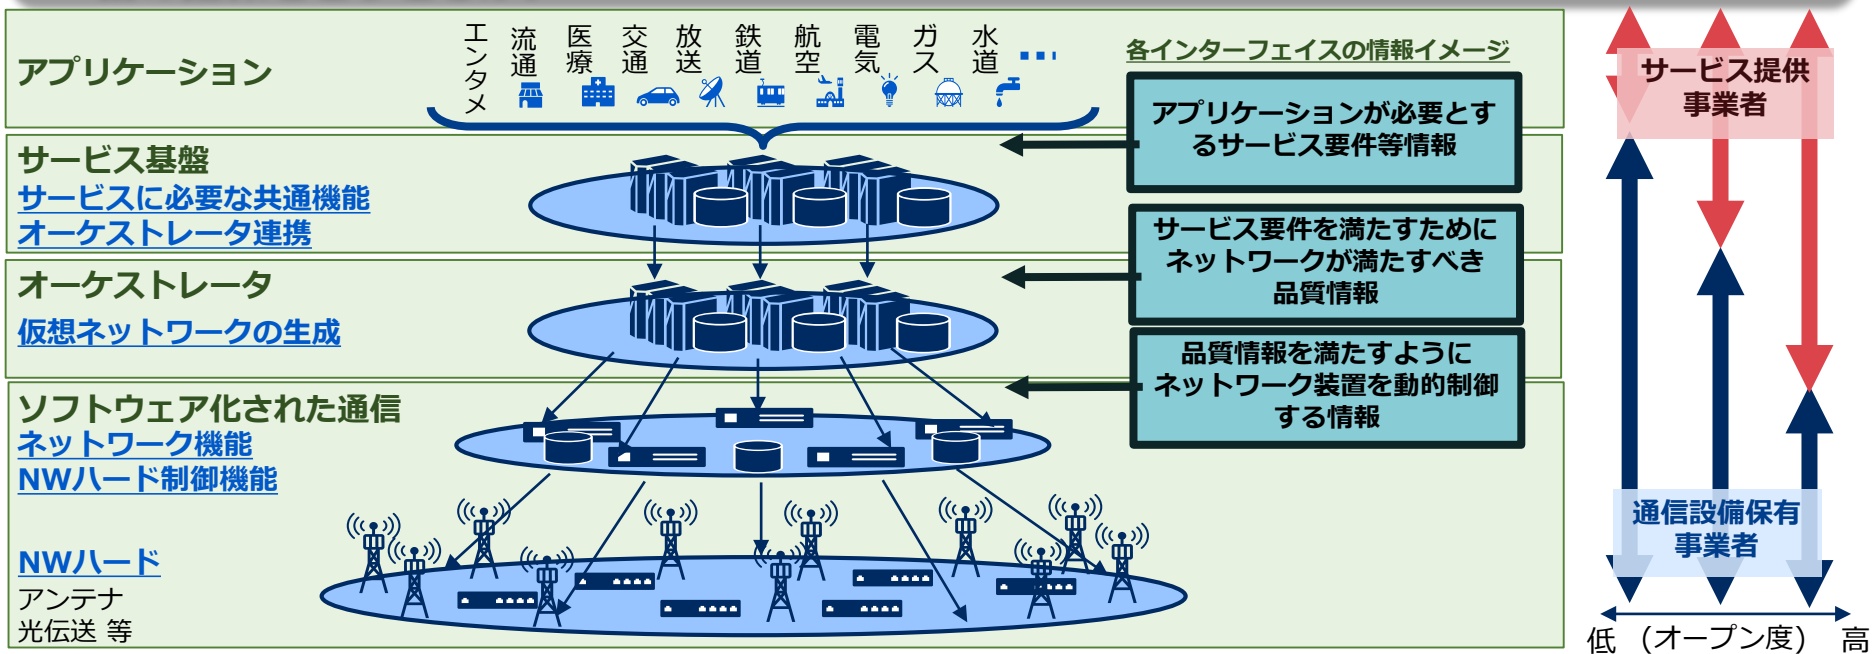 アプリケーション
エンタメ
流通
医療
交通
放送
鉄道
航空
電気
ガス
水道
各インターフェイスの情報イメージ
アプリケーションが必要とす
るサービス要件等情報
サービス基盤
サービスに必要な共通機能
オーケストレータ連携
サービス要件を満たすために
ネットワークが満たすべき
品質情報
オーケストレータ
仮想ネットワークの生成
品質情報を満たすように
ネットワーク装置を動的制御
する情報
ソフトウェア化された通信
ネットワーク機能
NWハード制御機能
NWハード
アンテナ
光伝送 等
サービス提供
事業者
通信設備保有
事業者
低 （オープン度） 高